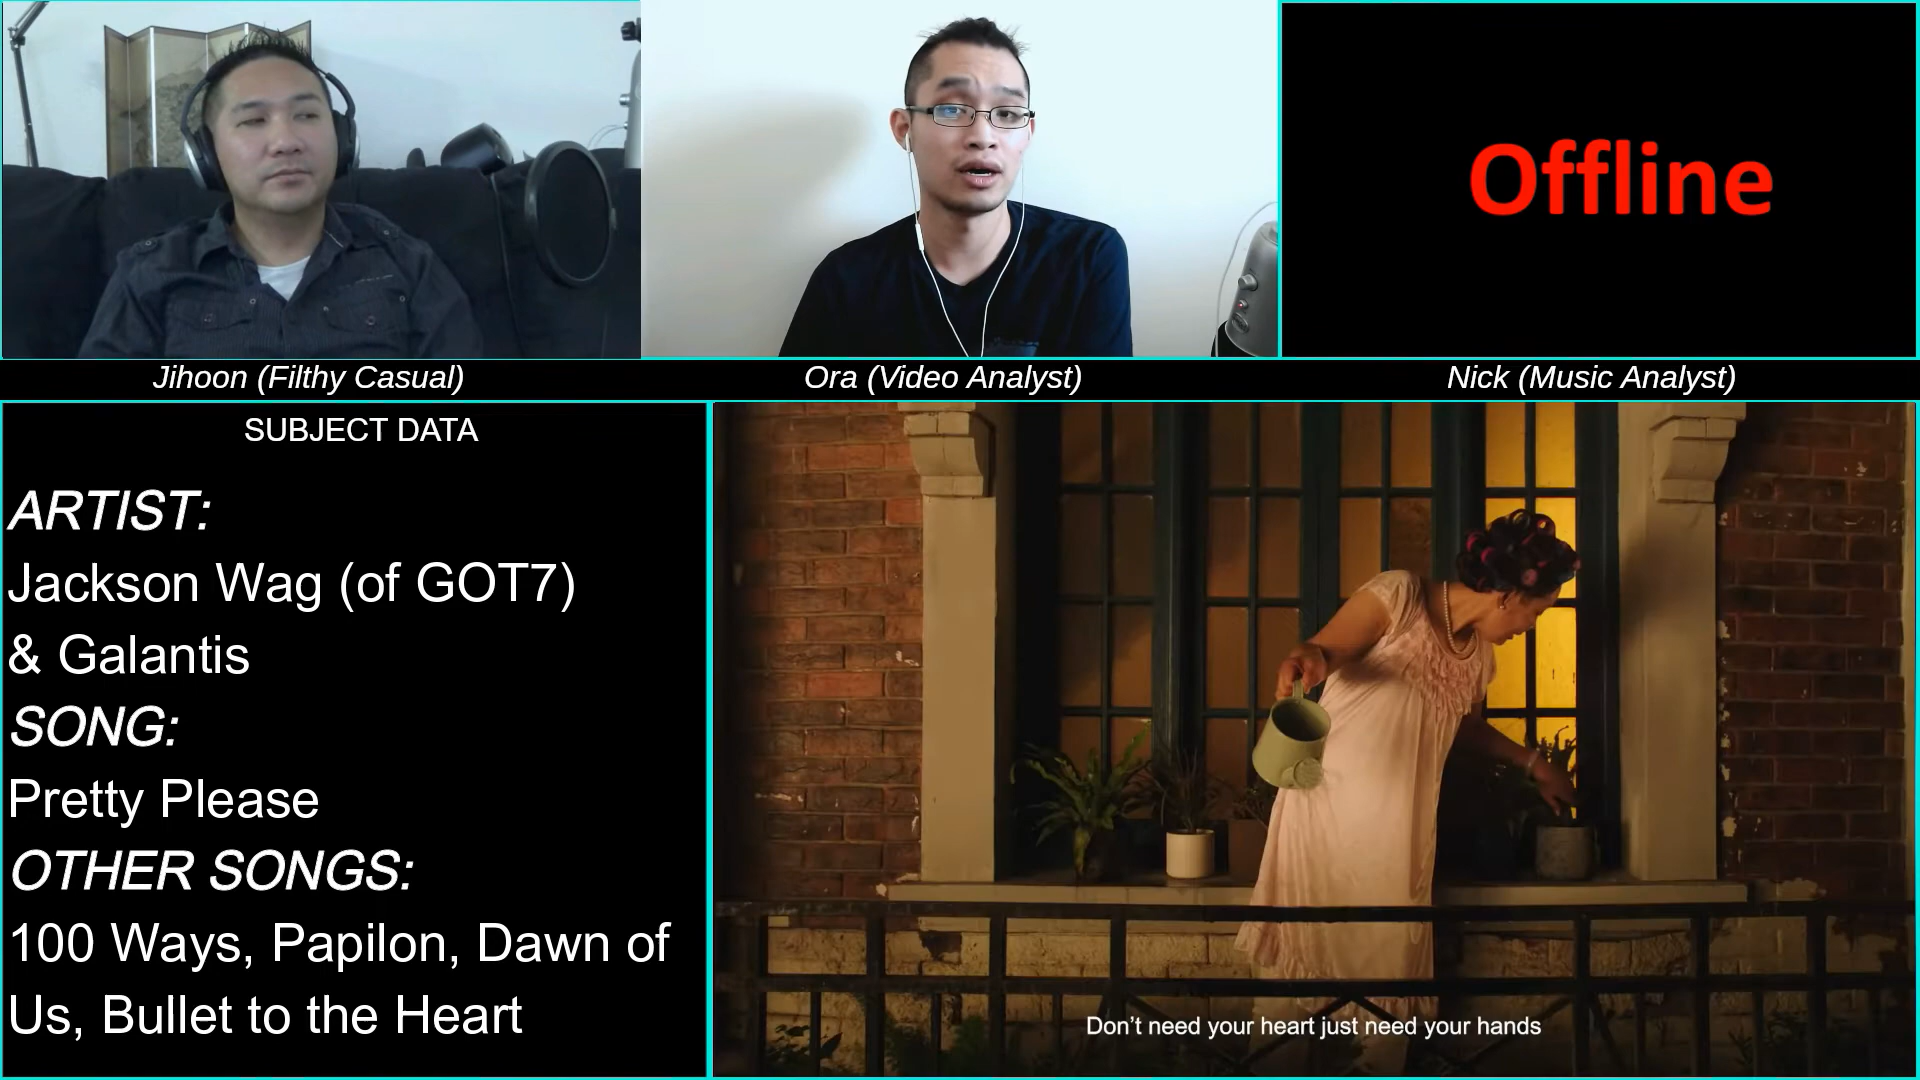 Offline
Jihoon (Filthy Casual)
Ora (Video Analyst)
Nick (Music Analyst)
SUBJECT DATA
ARTIST:
Jackson Wag (of GOT7)
& Galantis
SONG:
Pretty Please
OTHER SONGS:
100 Ways, Papilon, Dawn of
Us, Bullet to the Heart
Don't need your heart just need your hands